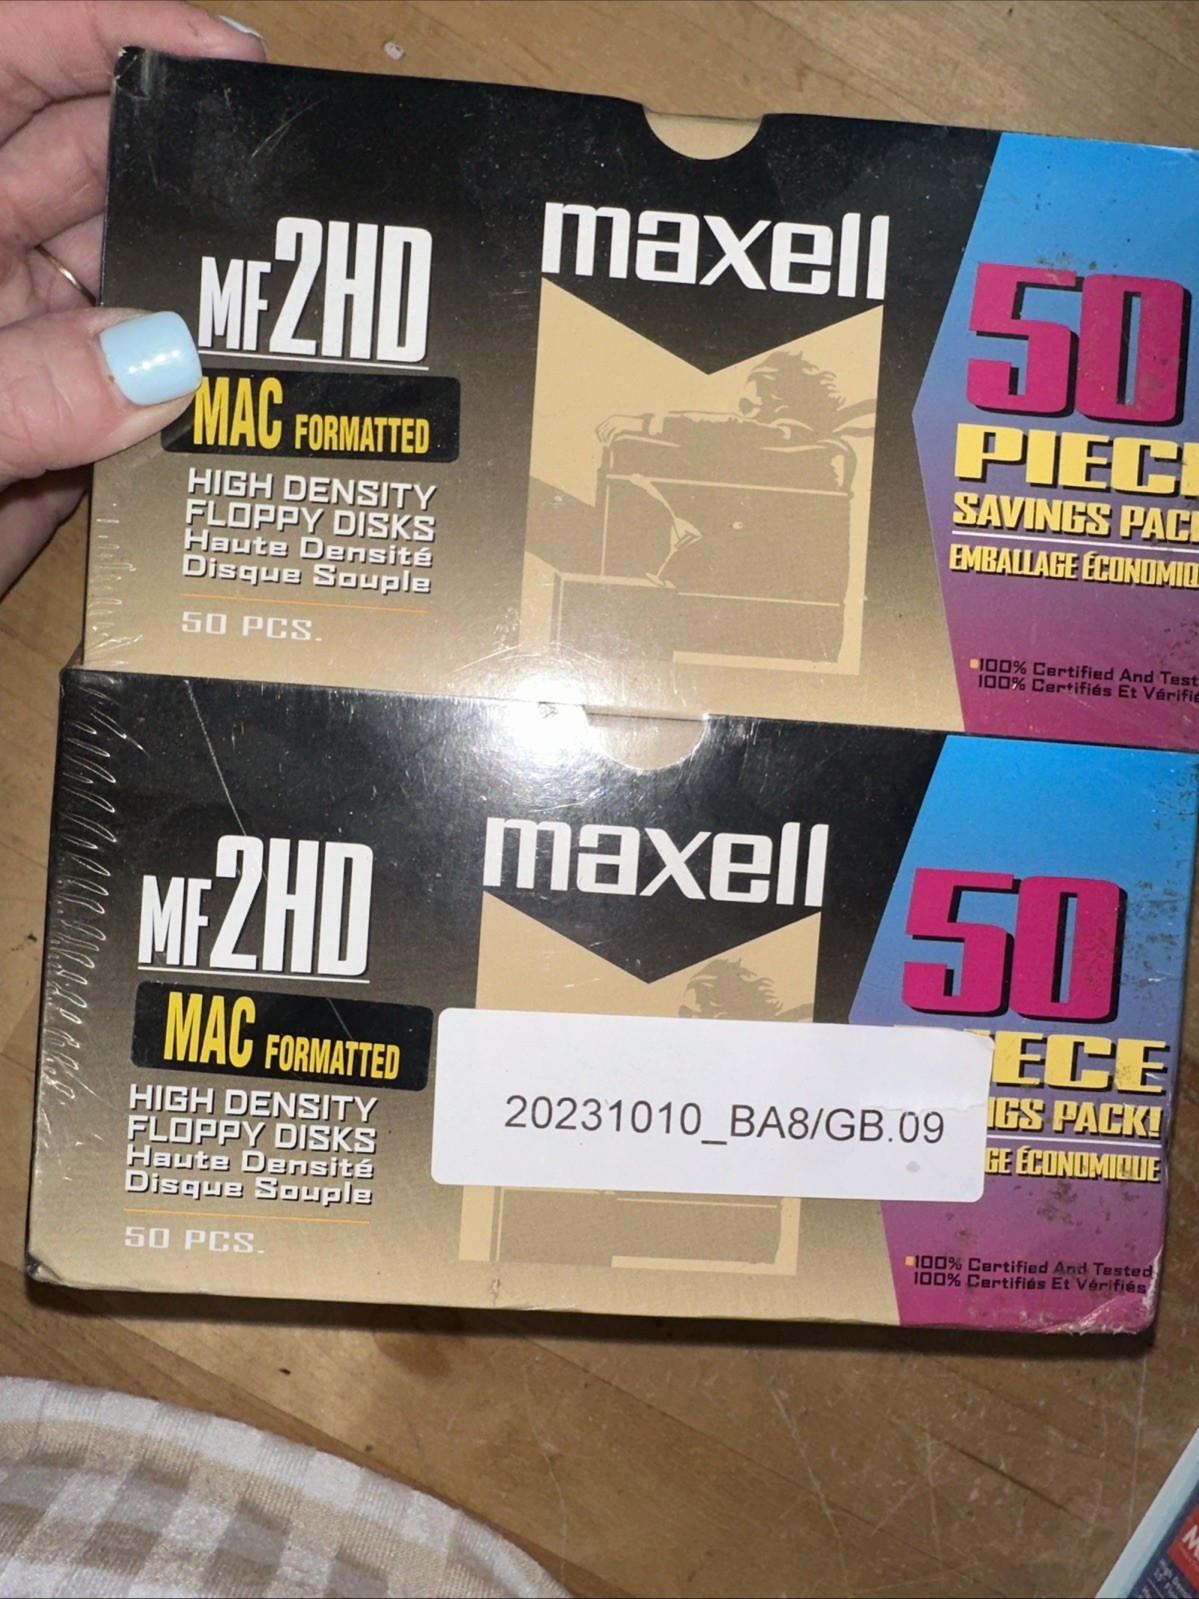 maxell
MF2HD
MAC FORMATTED
HIGH DENSITY
FLOPPY DISKS
Haute Densité
Disque Souple
50 PCS.
50
PIEC
SAVINGS PAC
EMBALLAGE ÉCONOMIQ
100% Certified And Test
100% Certifiés Et Vérifié
maxell
MF2HD
MAC FORMATTED
HIGH DENSITY
FLOPPY DISKS
Haute Densité
Disque Souple
50 PCS.
20231010_BA8/GB.09
50
IECE
NGS PACK!
GE ÉCONOMIQUE
100% Certified And Tested
100% Certifiés Et Vérifiés